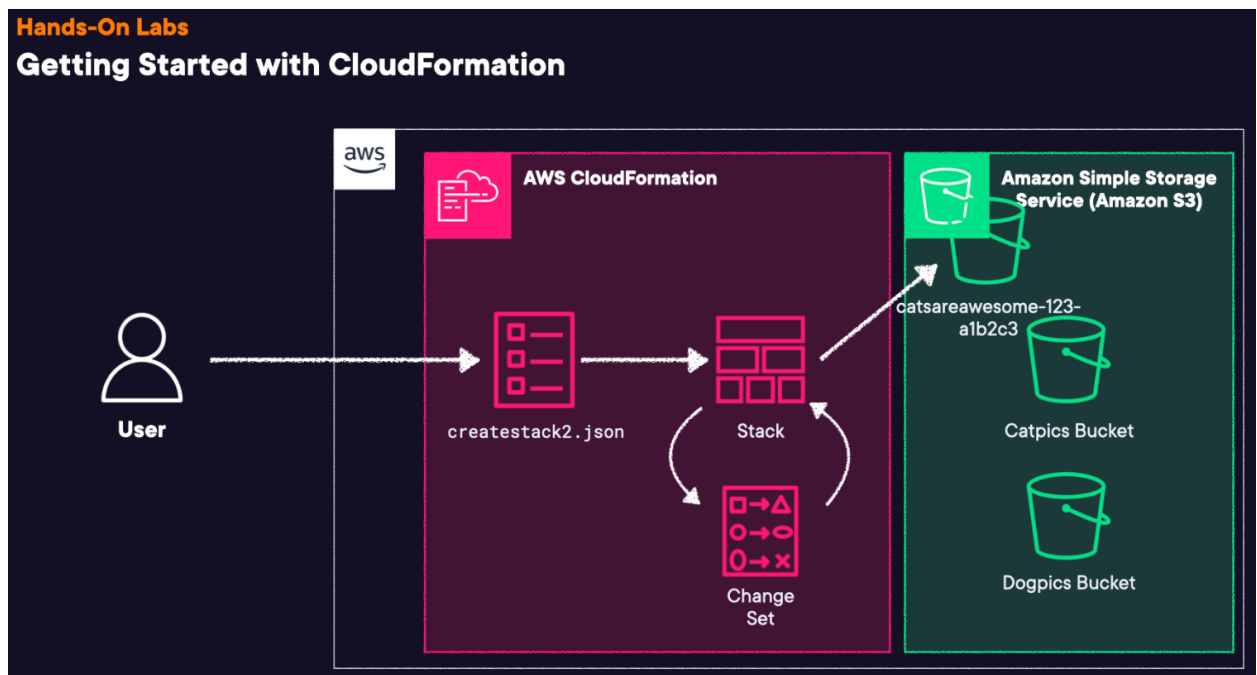 Hands-On Labs
Getting Started with CloudFormation
aws
AWS CloudFormation
Amazon Simple Storage
Service (Amazon S3)
catsareawesome-123-
a1b2c3
User
createstack2.json
Stack
Catpics Bucket
Change
Set
Dogpics Bucket